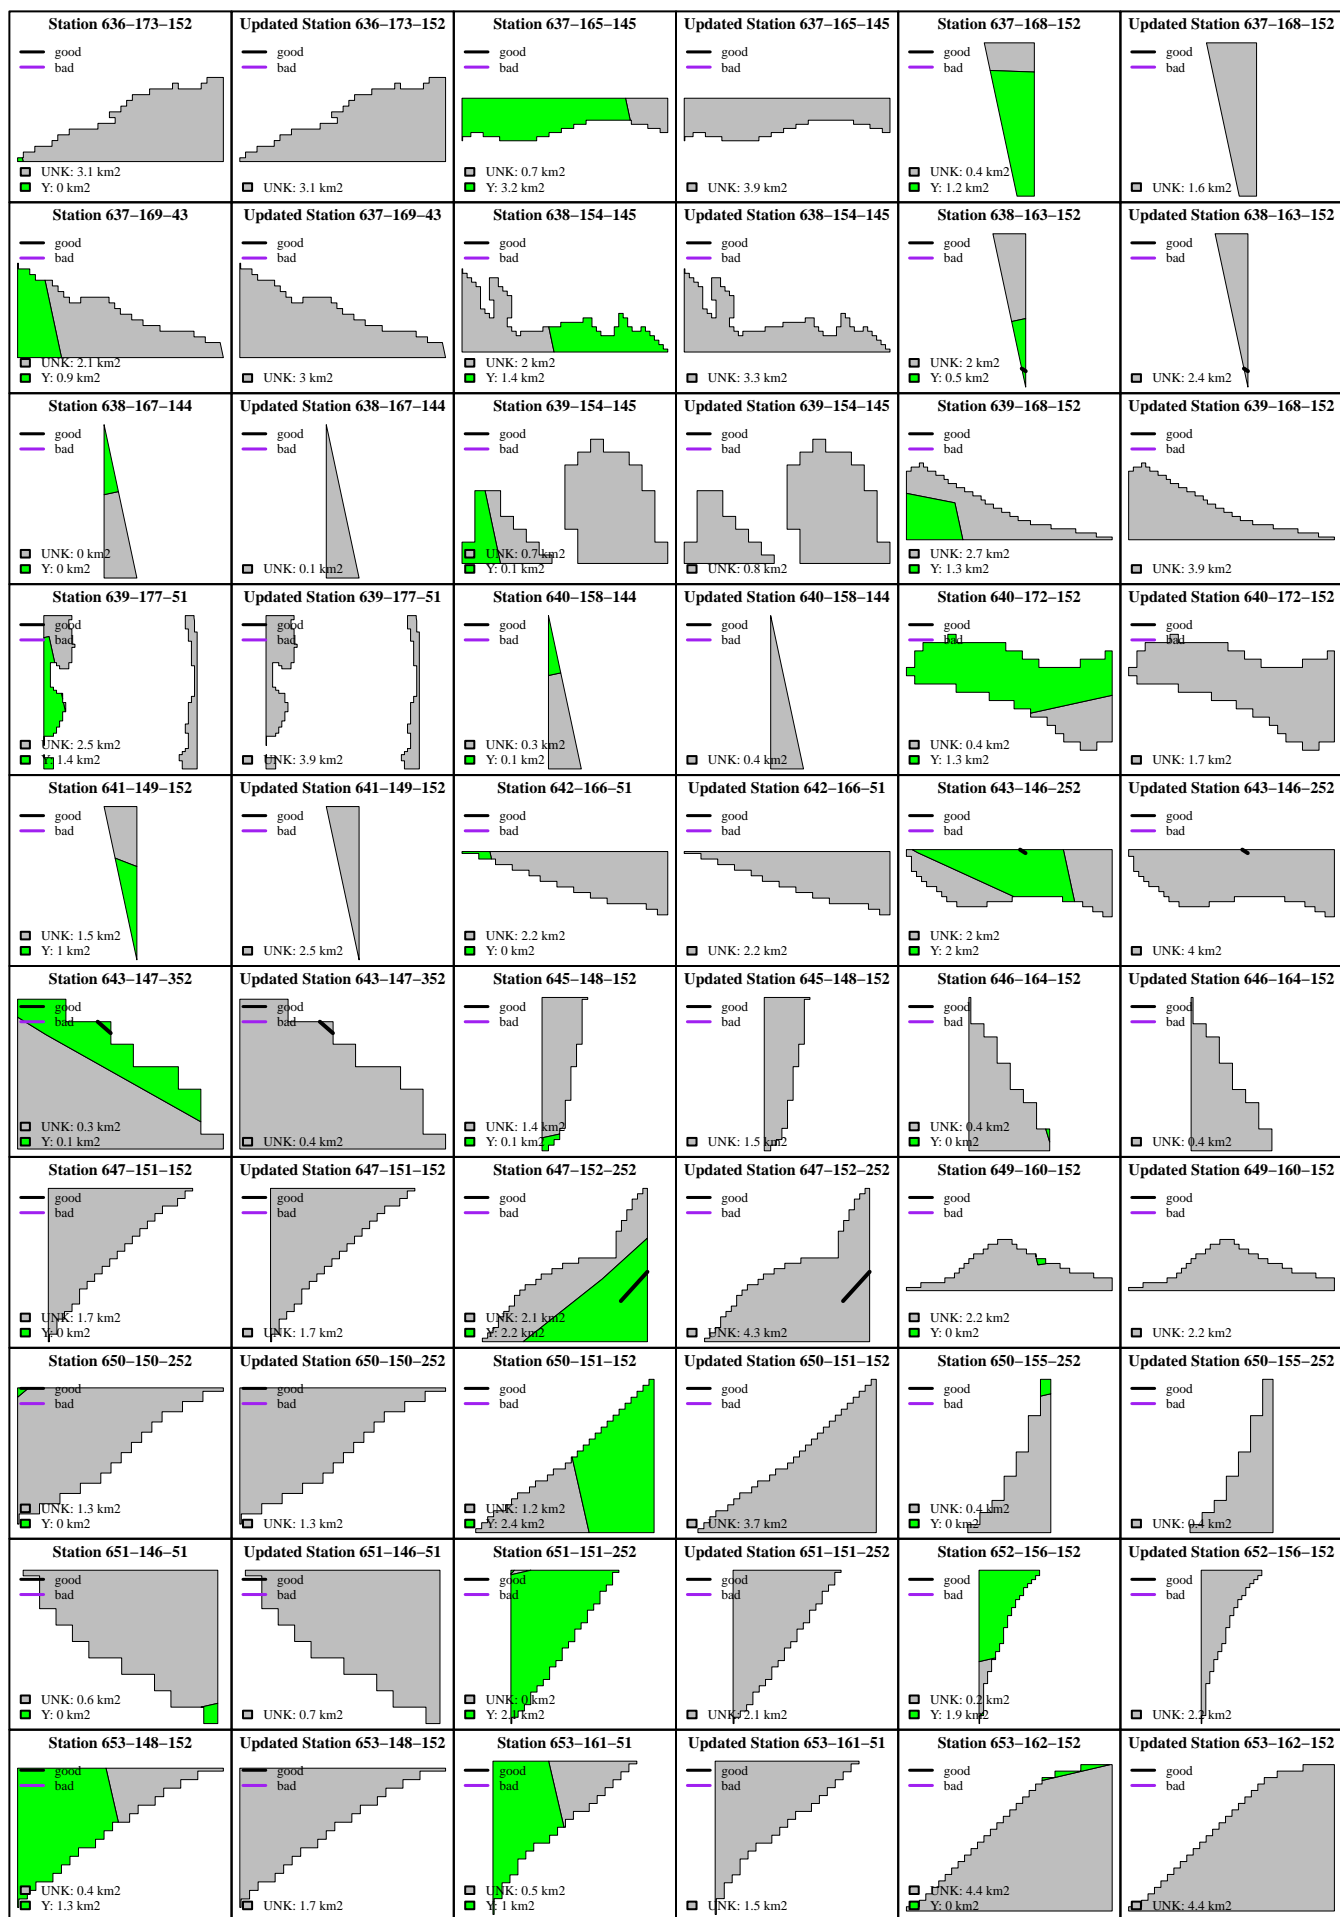 Station 636–173–152
good
bad
UNK: 3.1 km2
Y: 0 km2
Updated Station 636–173–152
good
bad
UNK: 3.1 km2
Station 637–165–145
good
bad
UNK: 0.7 km2
Y: 3.2 km2
Updated Station 637–165–145
good
bad
UNK: 3.9 km2
Station 637–168–152
good
bad
UNK: 0.4 km2
Y: 1.2 km2
Updated Station 637–168–152
good
bad
UNK: 1.6 km2
Station 637–169–43
good
bad
UNK: 2.1 km2
Y: 0.9 km2
Updated Station 637–169–43
good
bad
UNK: 3 km2
Station 638–154–145
good
bad
UNK: 2 km2
Y: 1.4 km2
Updated Station 638–154–145
good
bad
UNK: 3.3 km2
Station 638–163–152
good
bad
UNK: 2 km2
Y: 0.5 km2
Updated Station 638–163–152
good
bad
UNK: 2.4 km2
Station 638–167–144
good
bad
UNK: 0 km2
Y: 0 km2
Updated Station 638–167–144
good
bad
UNK: 0.1 km2
Station 639–154–145
good
bad
UNK: 0.7 km2
Y: 0.1 km2
Updated Station 639–154–145
good
bad
UNK: 0.8 km2
Station 639–168–152
good
bad
UNK: 2.7 km2
Y: 1.3 km2
Updated Station 639–168–152
good
bad
UNK: 3.9 km2
Station 639–177–51
good
bad
UNK: 2.5 km2
Y: 1.4 km2
Updated Station 639–177–51
good
bad
UNK: 3.9 km2
Station 640–158–144
good
bad
UNK: 0.3 km2
Y: 0.1 km2
Updated Station 640–158–144
good
bad
UNK: 0.4 km2
Station 640–172–152
good
bad
UNK: 0.4 km2
Y: 1.3 km2
Updated Station 640–172–152
good
bad
UNK: 1.7 km2
Station 641–149–152
good
bad
UNK: 1.5 km2
Y: 1 km2
Updated Station 641–149–152
good
bad
UNK: 2.5 km2
Station 642–166–51
good
bad
UNK: 2.2 km2
Y: 0 km2
Updated Station 642–166–51
good
bad
UNK: 2.2 km2
Station 643–146–252
good
bad
UNK: 2 km2
Y: 2 km2
Updated Station 643–146–252
good
bad
UNK: 4 km2
Station 643–147–352
good
bad
UNK: 0.3 km2
Y: 0.1 km2
Updated Station 643–147–352
good
bad
UNK: 0.4 km2
Station 645–148–152
good
bad
UNK: 1.4 km2
Y: 0.1 km2
Updated Station 645–148–152
good
bad
UNK: 1.5 km2
Station 646–164–152
good
bad
UNK: 0.4 km2
Y: 0 km2
Updated Station 646–164–152
good
bad
UNK: 0.4 km2
Station 647–151–152
good
bad
UNK: 1.7 km2
Y: 0 km2
Updated Station 647–151–152
good
bad
UNK: 1.7 km2
Station 647–152–252
good
bad
UNK: 2.1 km2
Y: 2.2 km2
Updated Station 647–152–252
good
bad
UNK: 4.3 km2
Station 649–160–152
good
bad
UNK: 2.2 km2
Y: 0 km2
Updated Station 649–160–152
good
bad
UNK: 2.2 km2
Station 650–150–252
good
bad
UNK: 1.3 km2
Y: 0 km2
Updated Station 650–150–252
good
bad
UNK: 1.3 km2
Station 650–151–152
good
bad
UNK: 1.2 km2
Y: 2.4 km2
Updated Station 650–151–152
good
bad
UNK: 3.7 km2
Station 650–155–252
good
bad
UNK: 0.4 km2
Y: 0 km2
Updated Station 650–155–252
good
bad
UNK: 0.4 km2
Station 651–146–51
good
bad
UNK: 0.6 km2
Y: 0 km2
Updated Station 651–146–51
good
bad
UNK: 0.7 km2
Station 651–151–252
good
bad
UNK: 0 km2
Y: 2.1 km2
Updated Station 651–151–252
good
bad
UNK: 2.1 km2
Station 652–156–152
good
bad
UNK: 0.2 km2
Y: 1.9 km2
Updated Station 652–156–152
good
bad
UNK: 2.2 km2
Station 653–148–152
good
bad
UNK: 0.4 km2
Y: 1.3 km2
Updated Station 653–148–152
good
bad
UNK: 1.7 km2
Station 653–161–51
good
bad
UNK: 0.5 km2
Y: 1 km2
Updated Station 653–161–51
good
bad
UNK: 1.5 km2
Station 653–162–152
good
bad
UNK: 4.4 km2
Y: 0 km2
Updated Station 653–162–152
good
bad
UNK: 4.4 km2